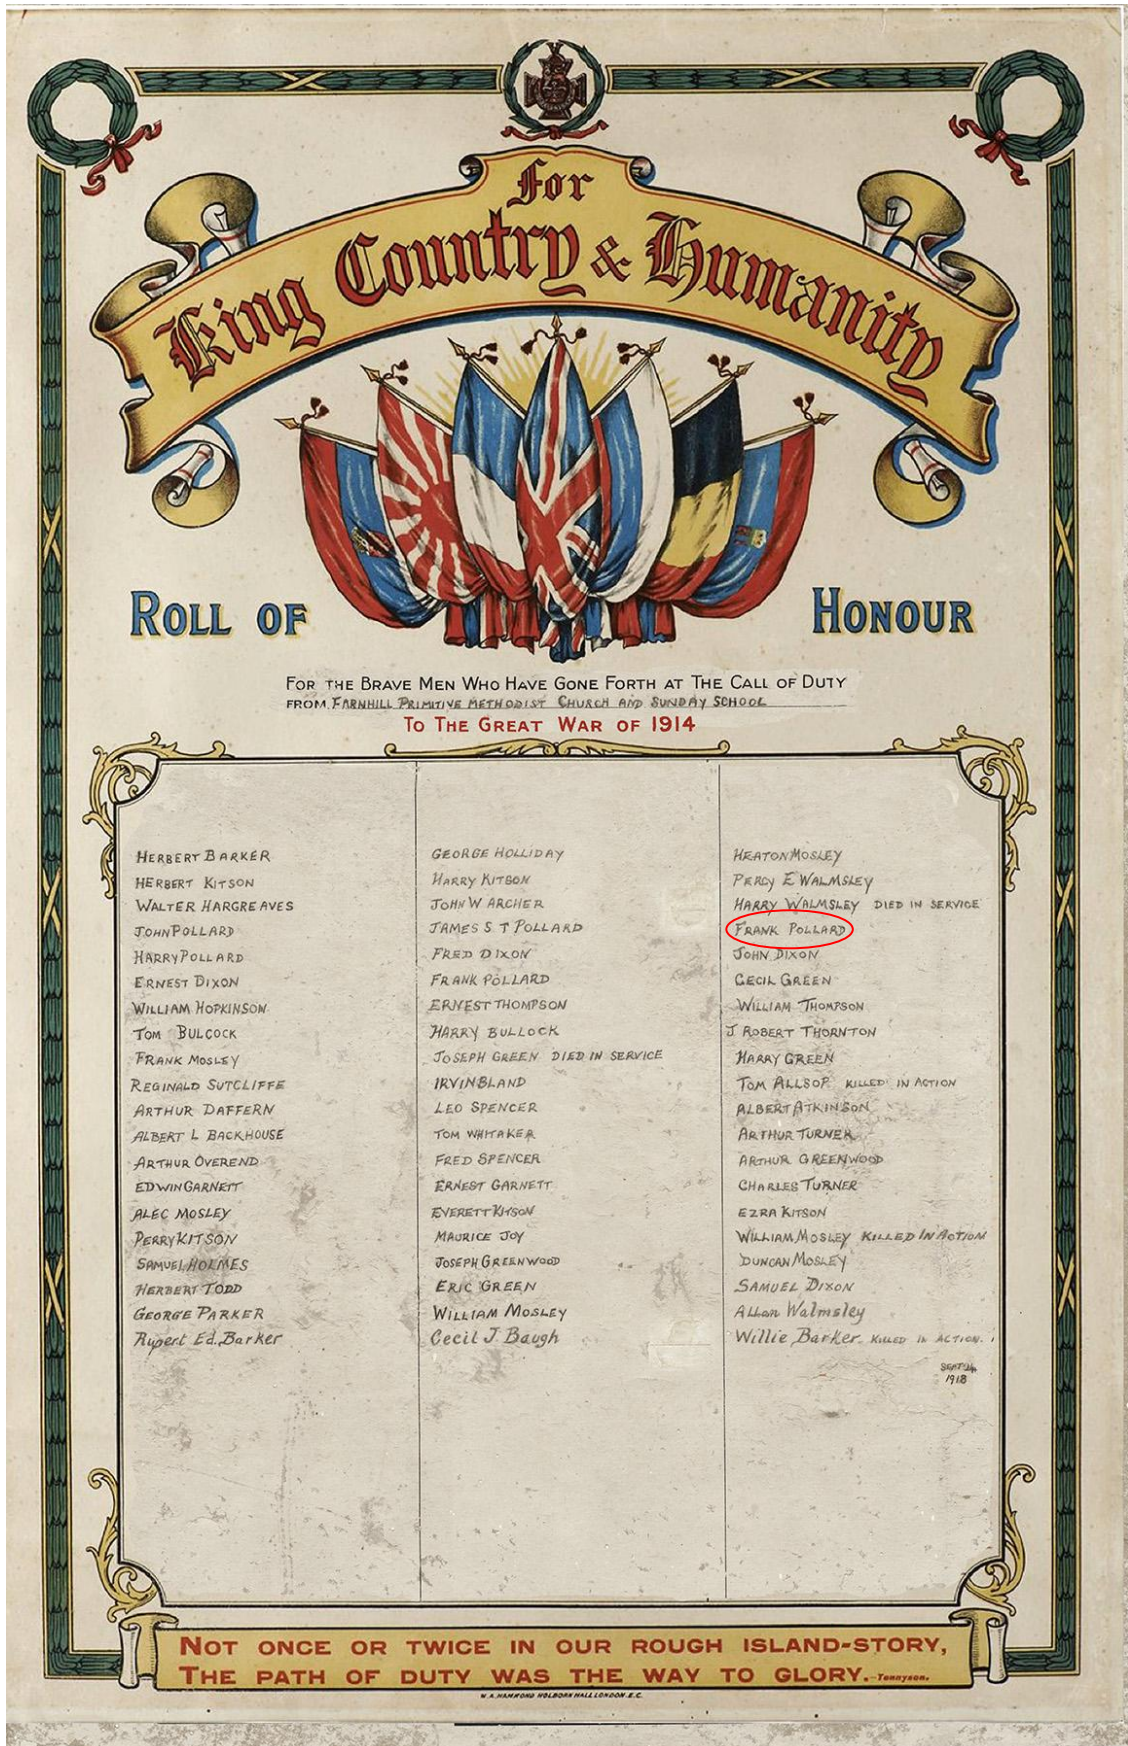 For
King Country & Humanity
ROLL OF HONOUR
FOR THE BRAVE MEN WHO HAVE GONE FORTH AT THE CALL OF DUTY
FROM FARNHILL PRIMITIVE METHODIST CHURCH AND SUNDAY SCHOOL
TO THE GREAT WAR OF 1914
HERBERT BARKER
HERBERT KITSON
WALTER HARGREAVES
JOHN POLLARD
HARRY POLLARD
ERNEST DIXON
WILLIAM HOPKINSON
TOM BULCOCK
FRANK MOSLEY
REGINALD SUTCLIFFE
ARTHUR DAFFERN
ALBERT L BACKHOUSE
ARTHUR OVEREND
EDWIN GARNETT
ALEC MOSLEY
PERRY KITSON
SAMUEL HOLMES
HERBERT TODD
GEORGE PARKER
Rupert Ed. Barker
GEORGE HOLLIDAY
HARRY KITSON
JOHN W ARCHER
JAMES S T POLLARD
FRED DIXON
FRANK POLLARD
ERNEST THOMPSON
HARRY BULLOCK
JOSEPH GREEN DIED IN SERVICE
IRVIN BLAND
LEO SPENCER
TOM WHITAKER
FRED SPENCER
ERNEST GARNETT
EVERETT KITSON
MAURICE JOY
JOSEPH GREENWOOD
ERIC GREEN
WILLIAM MOSLEY
Cecil J Baugh
HEATON MOSLEY
PERCY E WALMSLEY
HARRY WALMSLEY DIED IN SERVICE
FRANK POLLARD
JOHN DIXON
CECIL GREEN
WILLIAM THOMPSON
J ROBERT THORNTON
HARRY GREEN
TOM ALLSOP KILLED IN ACTION
ALBERT ATKINSON
ARTHUR TURNER
ARTHUR GREENWOOD
CHARLES TURNER
EZRA KITSON
WILLIAM MOSLEY KILLED IN ACTION
DUNCAN MOSLEY
SAMUEL DIXON
Allan Walmsley
Willie Barker KILLED IN ACTION.
1918
NOT ONCE OR TWICE IN OUR ROUGH ISLAND-STORY,
THE PATH OF DUTY WAS THE WAY TO GLORY.-Tennyson.
W.A.HAMMOND HOLBORN HALL LONDON.E.C.